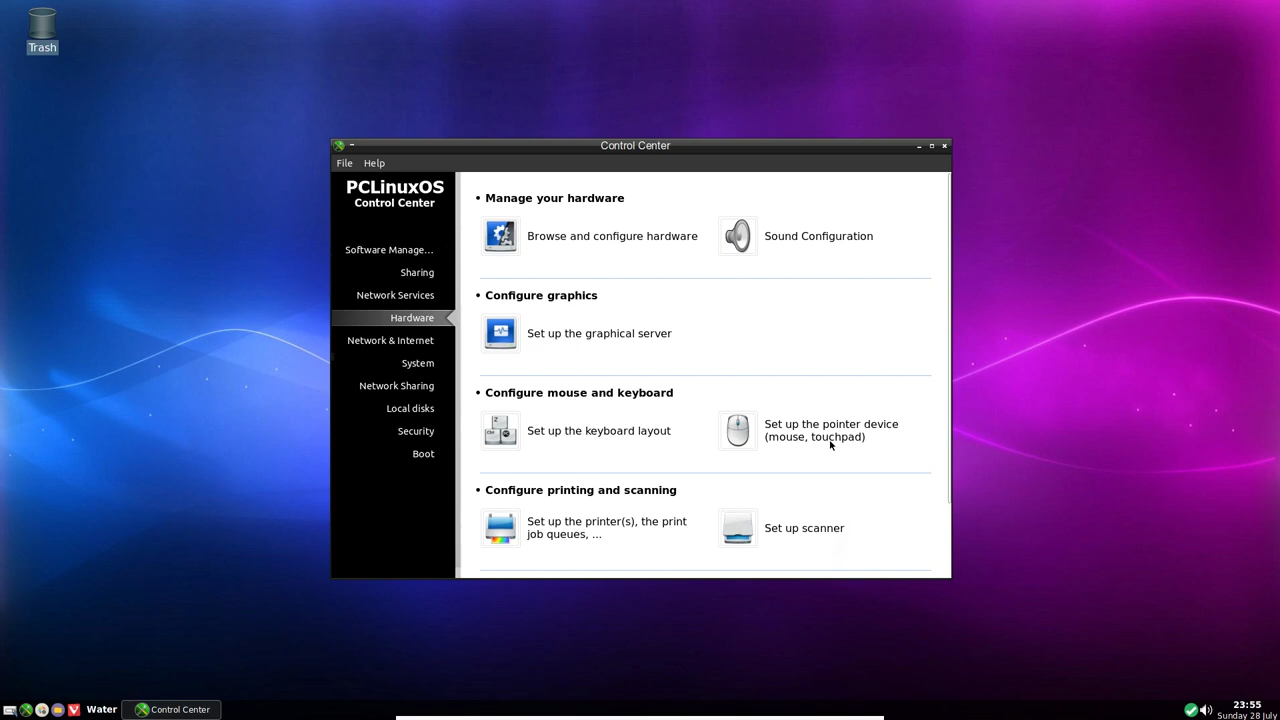 Trash
Control Center
File Help
PCLinuxOS
Control Center
Software Manage...
Sharing
Network Services
Hardware
Network & Internet
System
Network Sharing
Local disks
Security
Boot
• Manage your hardware
Browse and configure hardware
Sound Configuration
• Configure graphics
Set up the graphical server
• Configure mouse and keyboard
Set up the keyboard layout
Set up the pointer device
(mouse, touchpad)
• Configure printing and scanning
Set up the printer(s), the print
job queues, ...
Set up scanner
Water
Control Center
23:55
Sunday 28 July